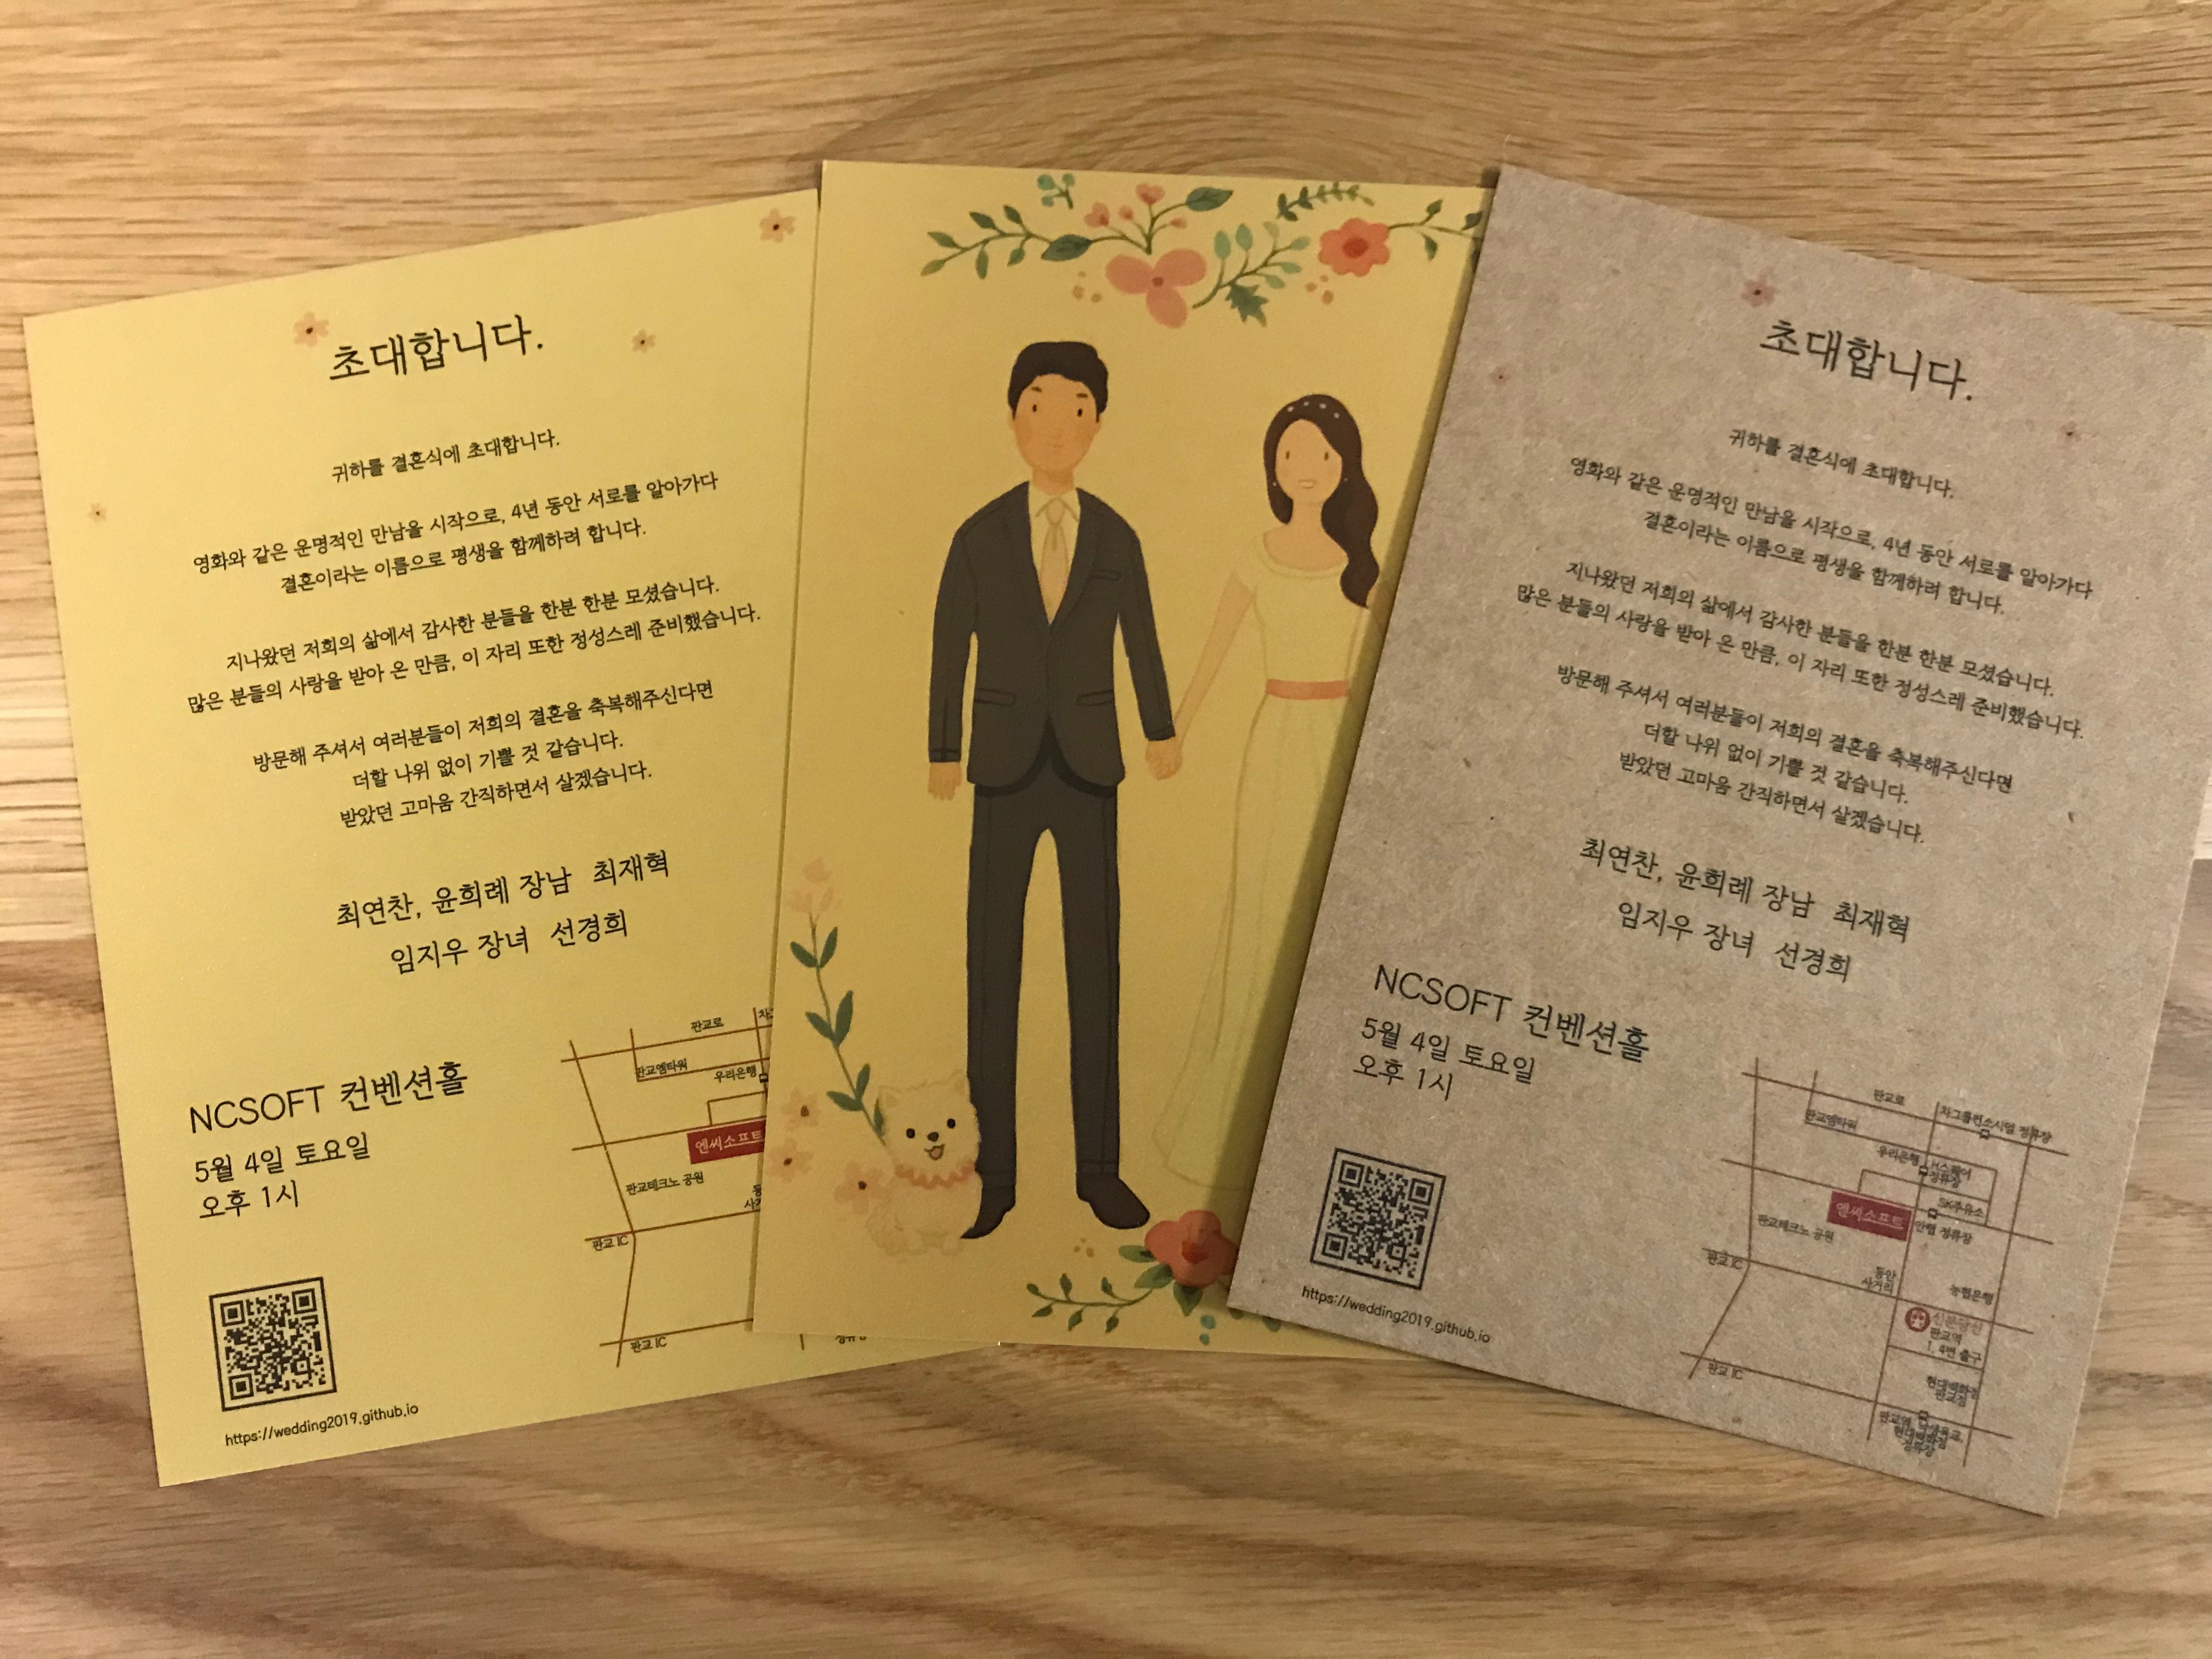 초대합니다.
귀하를 결혼식에 초대합니다.
영화와 같은 운명적인 만남을 시작으로, 4년 동안 서로를 알아가다
결혼이라는 이름으로 평생을 함께하려 합니다.
지나왔던 저희의 삶에서 감사한 분들을 한분 한분 모셨습니다.
많은 분들의 사랑을 받아 온 만큼, 이 자리 또한 정성스레 준비했습니다.
방문해 주셔서 여러분들이 저희의 결혼을 축복해주신다면
더할 나위 없이 기쁠 것 같습니다.
받았던 고마움 간직하면서 살겠습니다.
최연찬, 윤희례 장남 최재혁
임지우 장녀 선경희
NCSOFT 컨벤션홀
5월 4일 토요일
오후 1시
판교로
판교엠타워
우리은행
엔씨소프트
판교테크노 공원
판교 IC
판교 IC
https://wedding2019.github.io
초대합니다.
귀하를 결혼식에 초대합니다.
영화와 같은 운명적인 만남을 시작으로, 4년 동안 서로를 알아가다
결혼이라는 이름으로 평생을 함께하려 합니다.
지나왔던 저희의 삶에서 감사한 분들을 한분 한분 모셨습니다.
많은 분들의 사랑을 받아 온 만큼, 이 자리 또한 정성스레 준비했습니다.
방문해 주셔서 여러분들이 저희의 결혼을 축복해주신다면
더할 나위 없이 기쁠 것 같습니다.
받았던 고마움 간직하면서 살겠습니다.
최연찬, 윤희례 장남 최재혁
임지우 장녀 선경희
NCSOFT 컨벤션홀
5월 4일 토요일
오후 1시
판교로
차그룹컨소시엄 정류장
판교엠타워
우리은행
H스퀘어
정류장
SK주유소
엔씨소프트
안랩 정류장
판교테크노 공원
판교 IC
동안
사거리
농협은행
신분당선
판교역
1, 4번 출구
판교 IC
현대백화점
판교점
https://wedding2019.github.io